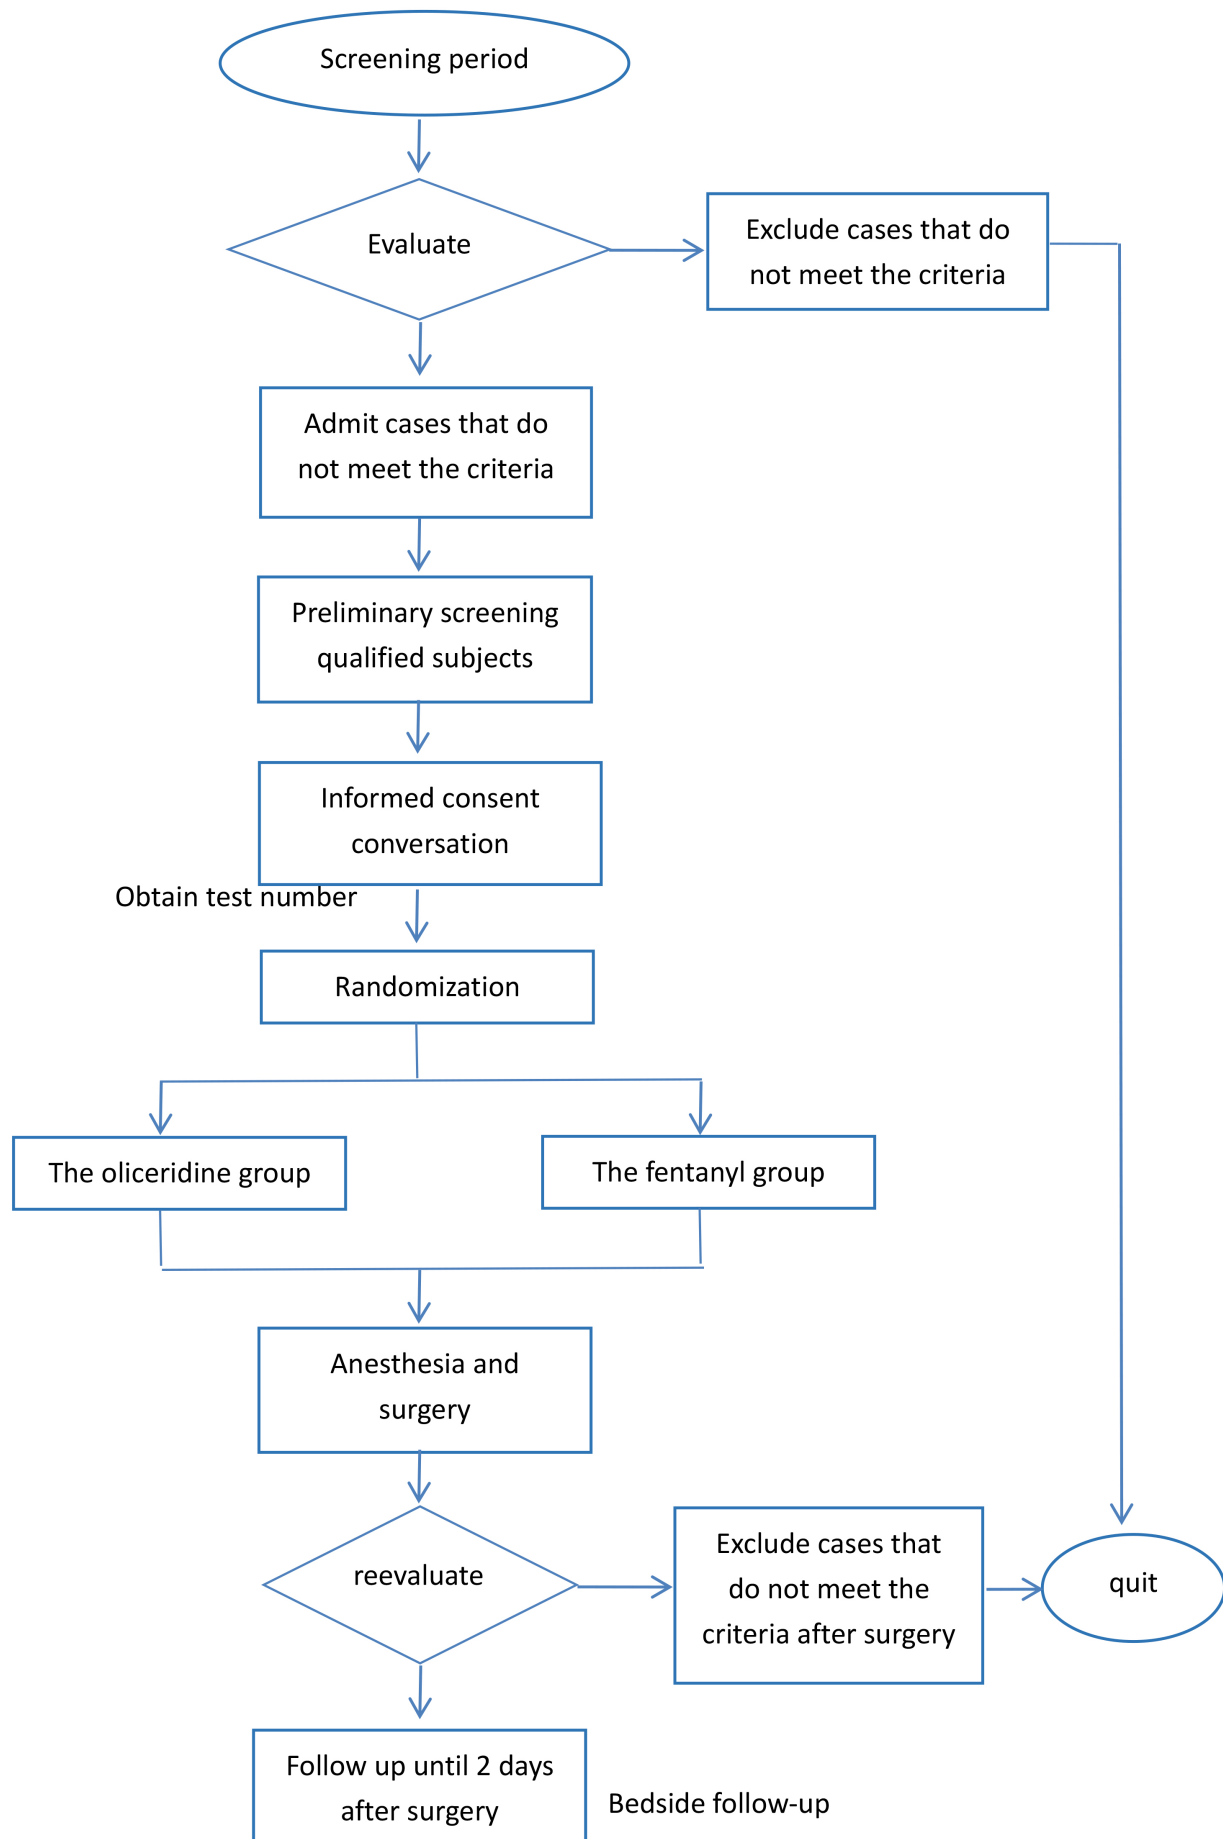 Screening period
Evaluate
Exclude cases that do
not meet the criteria
Admit cases that do
not meet the criteria
Preliminary screening
qualified subjects
Informed consent
conversation
Obtain test number
Randomization
The oliceridine group
The fentanyl group
Anesthesia and
surgery
reevaluate
Exclude cases that
do not meet the
criteria after surgery
quit
Follow up until 2 days
after surgery
Bedside follow-up